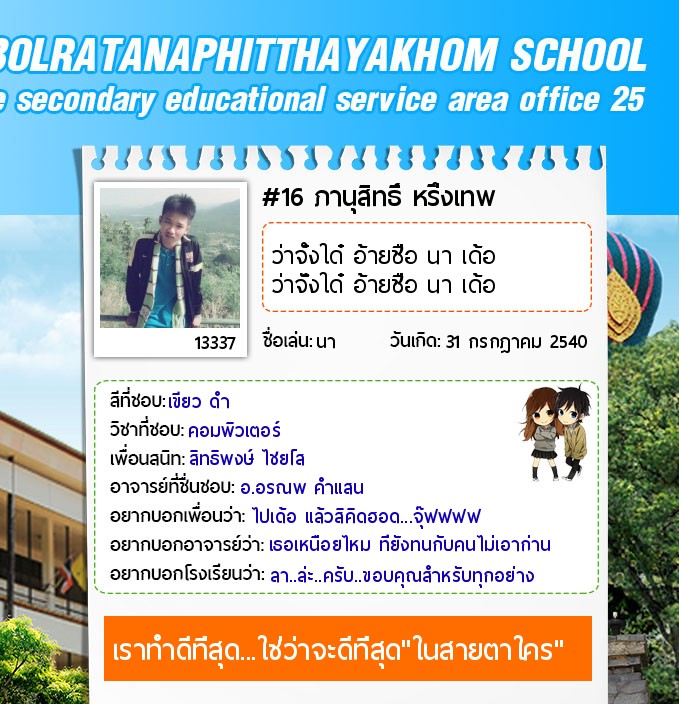 BOLRATANAPHITTHAYAKHOM SCHOOL
secondary educational service area office 25
#16 ภานุสิทธิ์ หรึ่งเทพ
ว่าจั่งได๋ อ้ายซือ นา เด้อ
ว่าจั่งได๋ อ้ายซือ นา เด้อ
13337 ชื่อเล่น: นา วันเกิด: 31 กรกฎาคม 2540
สีที่ชอบ: เขียว ดำ
วิชาที่ชอบ: คอมพิวเตอร์
เพื่อนสนิท: สิทธิพงษ์ ไชยโส
อาจารย์ที่ชื่นชอบ: อ.อรณพ คำแสน
อยากบอกเพื่อนว่า: ไปเด้อ แล้วสิคิดฮอด...จุ๊ฟฟฟฟ
อยากบอกอาจารย์ว่า: เธอเหนื่อยไหม ที่ยังทนกับคนไม่เอาถ่าน
อยากบอกโรงเรียนว่า: ลา..ล่ะ..ครับ..ขอบคุณสำหรับทุกอย่าง
เราทำดีที่สุด...ใช่ว่าจะดีที่สุด"ในสายตาใคร"